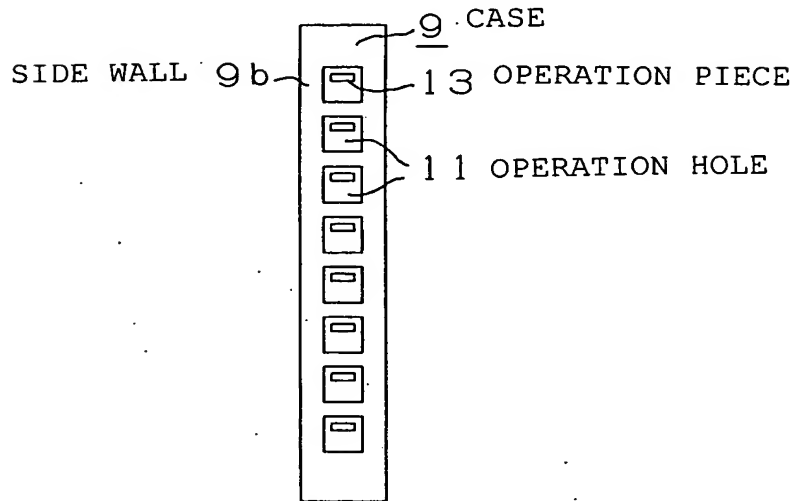 9 CASE
SIDE WALL 9b
13 OPERATION PIECE
11 OPERATION HOLE